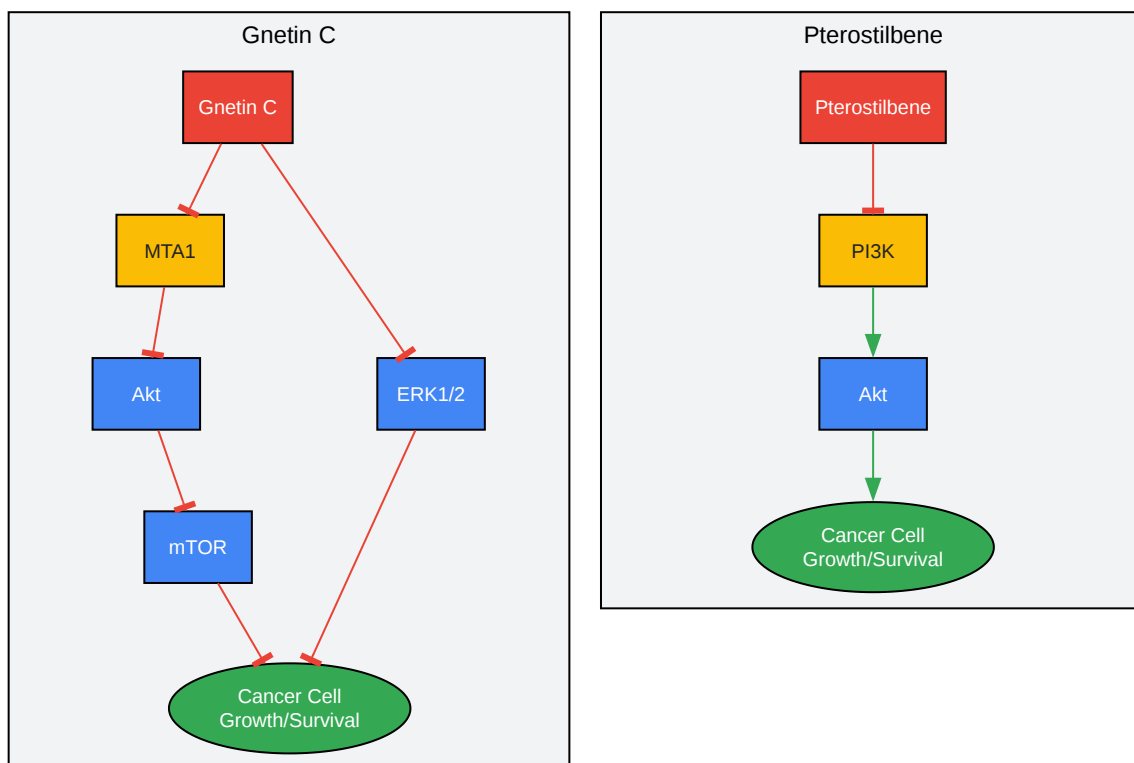 Gnetin C
Gnetin C
MTA1
Akt
ERK1/2
mTOR
Cancer Cell
Growth/Survival
Pterostilbene
Pterostilbene
PI3K
Akt
Cancer Cell
Growth/Survival